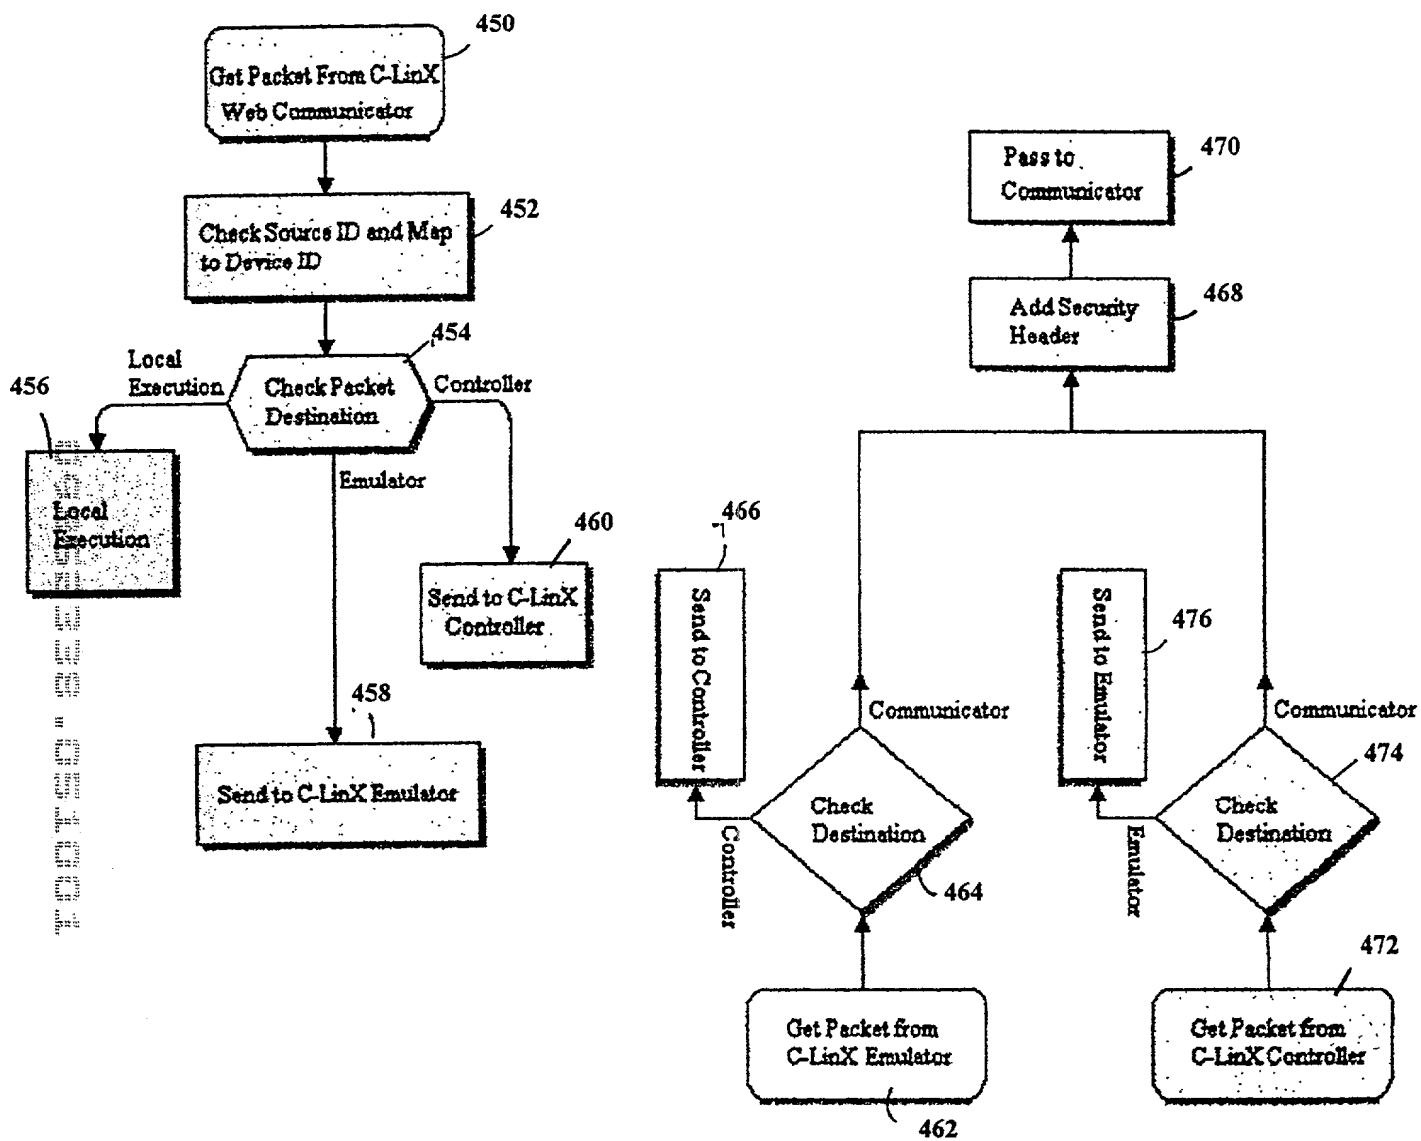 450
Get Packet From C-LinX
Web Communicator
452
Check Source ID and Map
to Device ID
454
Check Packet
Destination
Local
Execution
Controller
Emulator
456
Local
Execution
460
Send to C-LinX
Controller
458
Send to C-LinX Emulator
470
Pass to
Communicator
468
Add Security
Header
466
Send to Controller
476
Send to Emulator
Communicator
Communicator
474
Check
Destination
Check
Destination
Controller
Emulator
464
472
Get Packet from
C-LinX Emulator
Get Packet from
C-LinX Controller
462